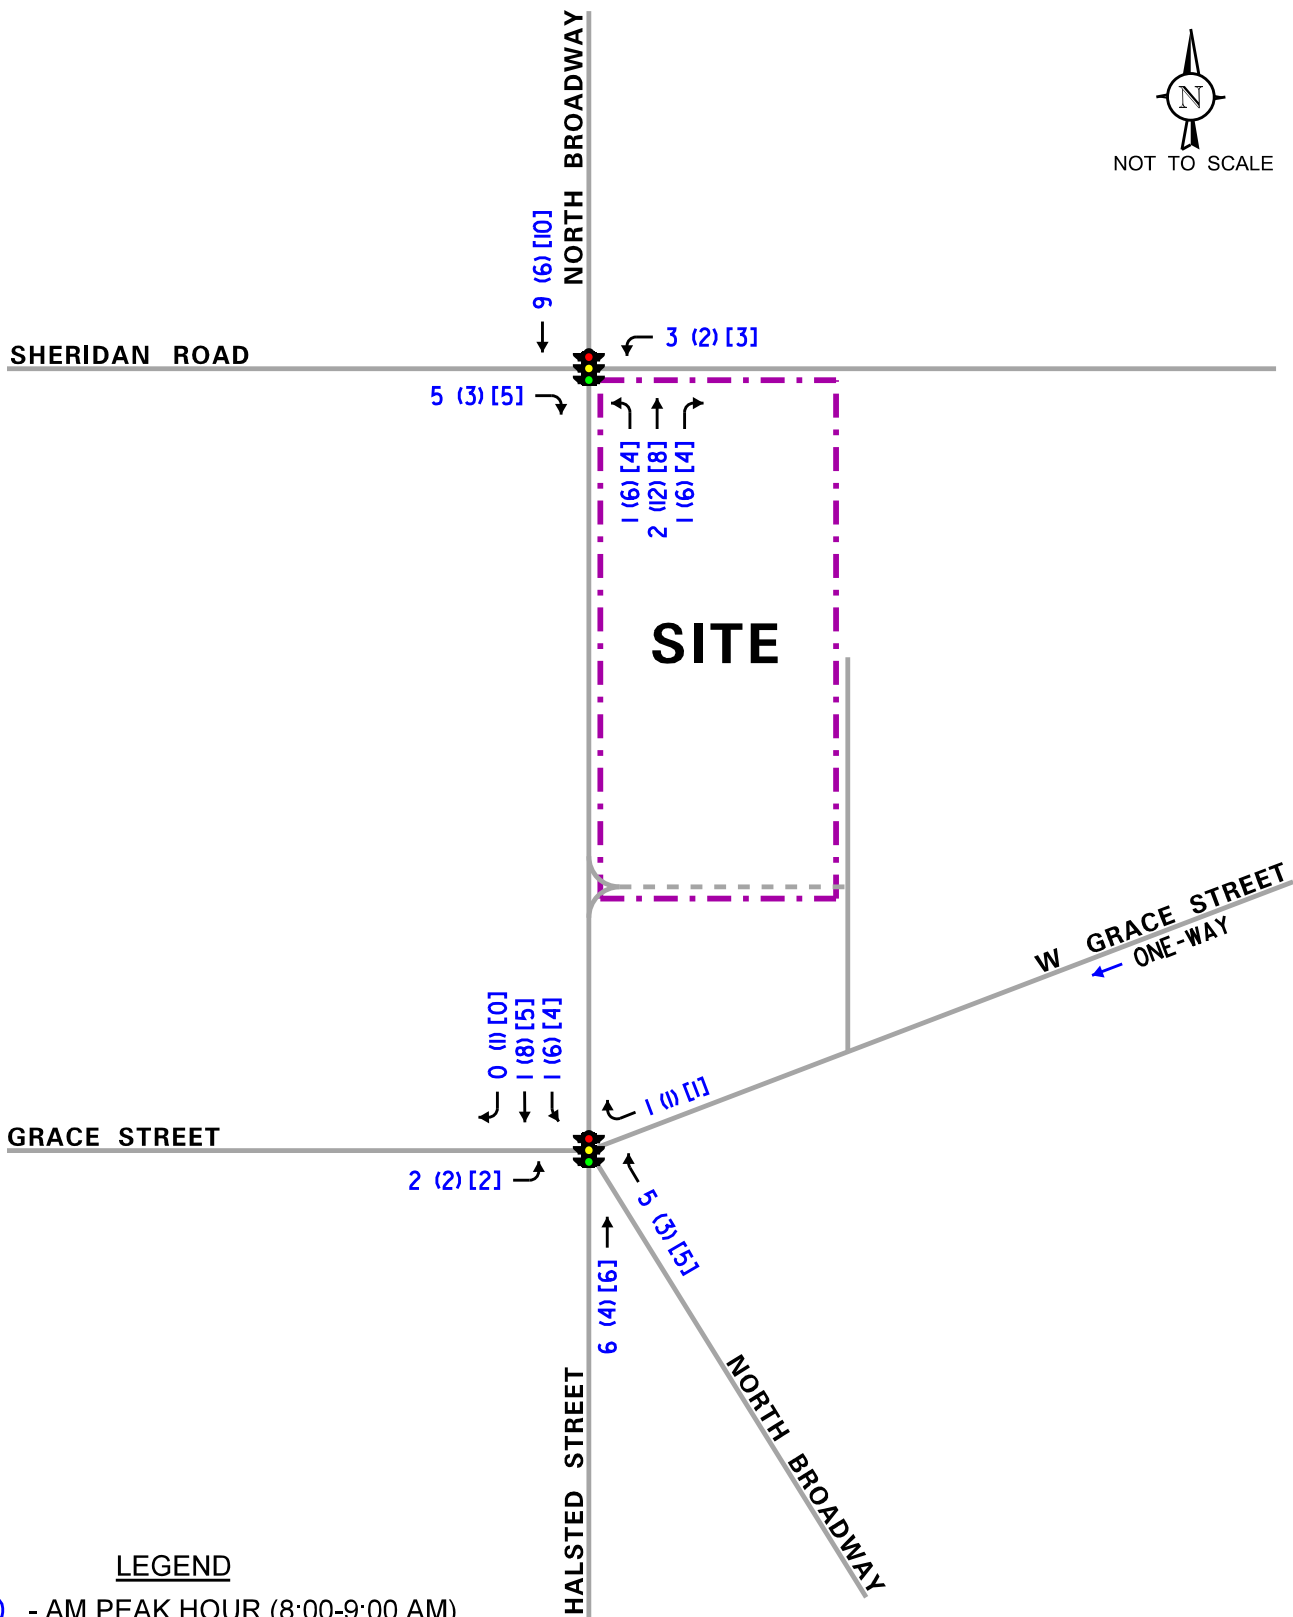 NORTH BROADWAY
N
NOT TO SCALE
9 (6) [10]
3 (2) [3]
SHERIDAN ROAD
5 (3) [5]
1 (6) [4]
2 (12) [8]
1 (6) [4]
SITE
W GRACE STREET
ONE-WAY
0 (1) [0]
1 (8) [5]
1 (6) [4]
1 (1) [1]
GRACE STREET
2 (2) [2]
5 (3) [5]
6 (4) [6]
NORTH BROADWAY
HALSTED STREET
LEGEND
- AM PEAK HOUR (8:00-9:00 AM)